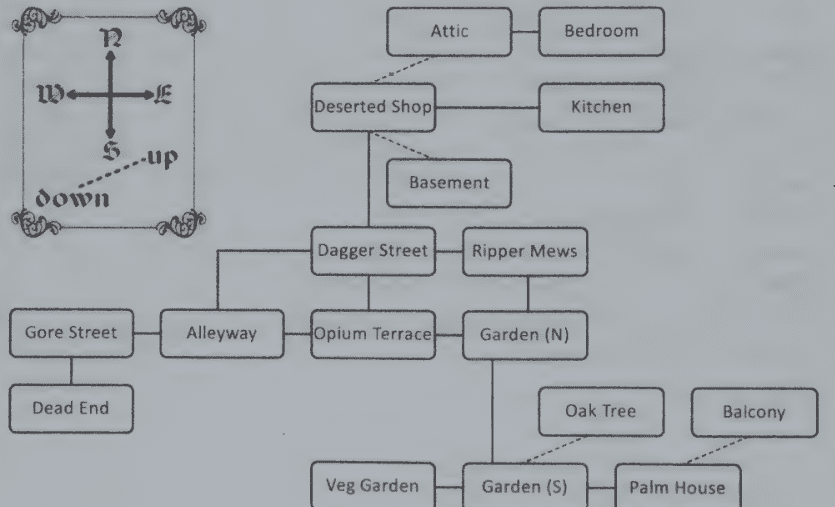 N
W E
S
up
down
Attic
Bedroom
Deserted Shop
Kitchen
Basement
Dagger Street
Ripper Mews
Gore Street
Alleyway
Opium Terrace
Garden (N)
Dead End
Oak Tree
Balcony
Veg Garden
Garden (S)
Palm House